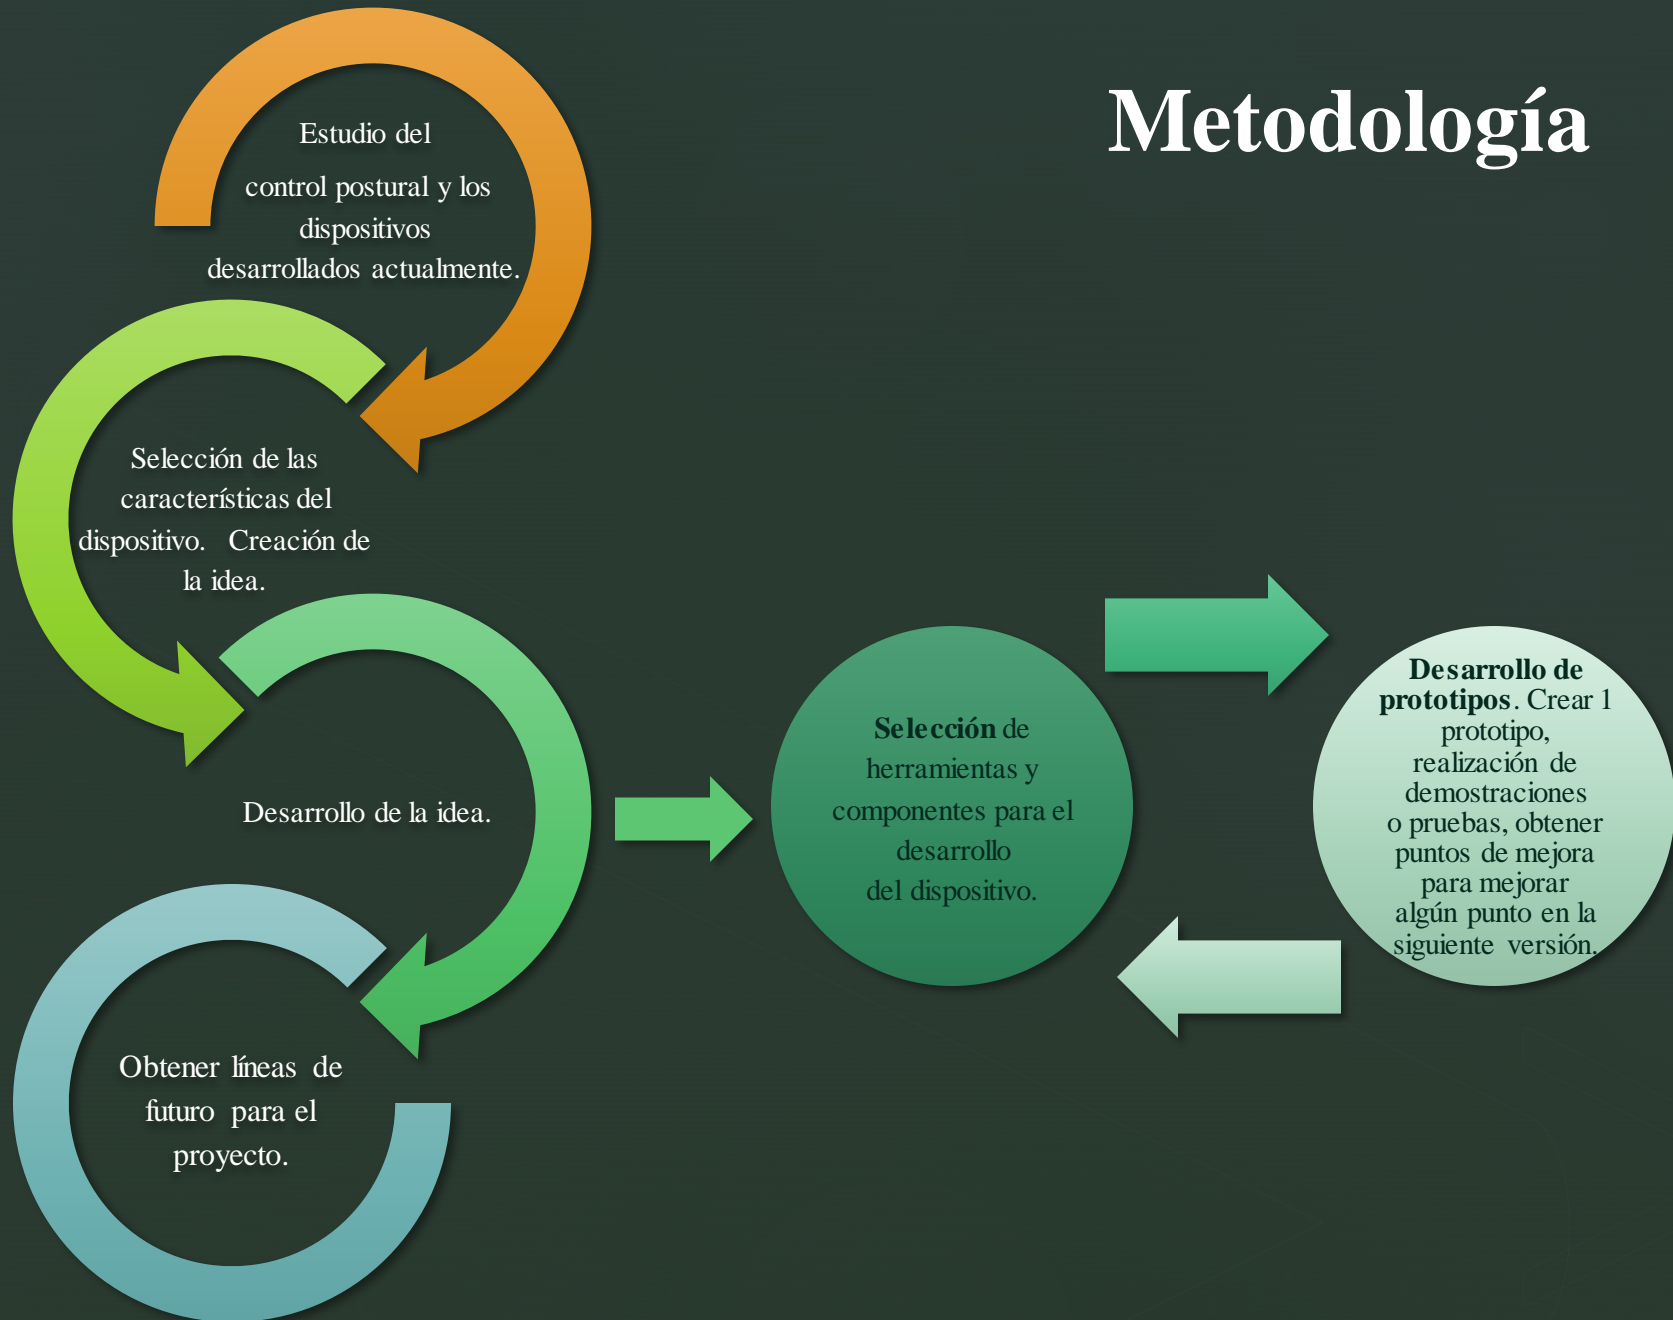 Metodología
Estudio del
control postural y los
dispositivos
desarrollados actualmente.
Selección de las
características del
dispositivo. Creación de
la idea.
Desarrollo de la idea.
Obtener líneas de
futuro para el
proyecto.
Selección de
herramientas y
componentes para el
desarrollo
del dispositivo.
Desarrollo de
prototipos. Crear 1
prototipo,
realización de
demostraciones
o pruebas, obtener
puntos de mejora
para mejorar
algún punto en la
siguiente versión.